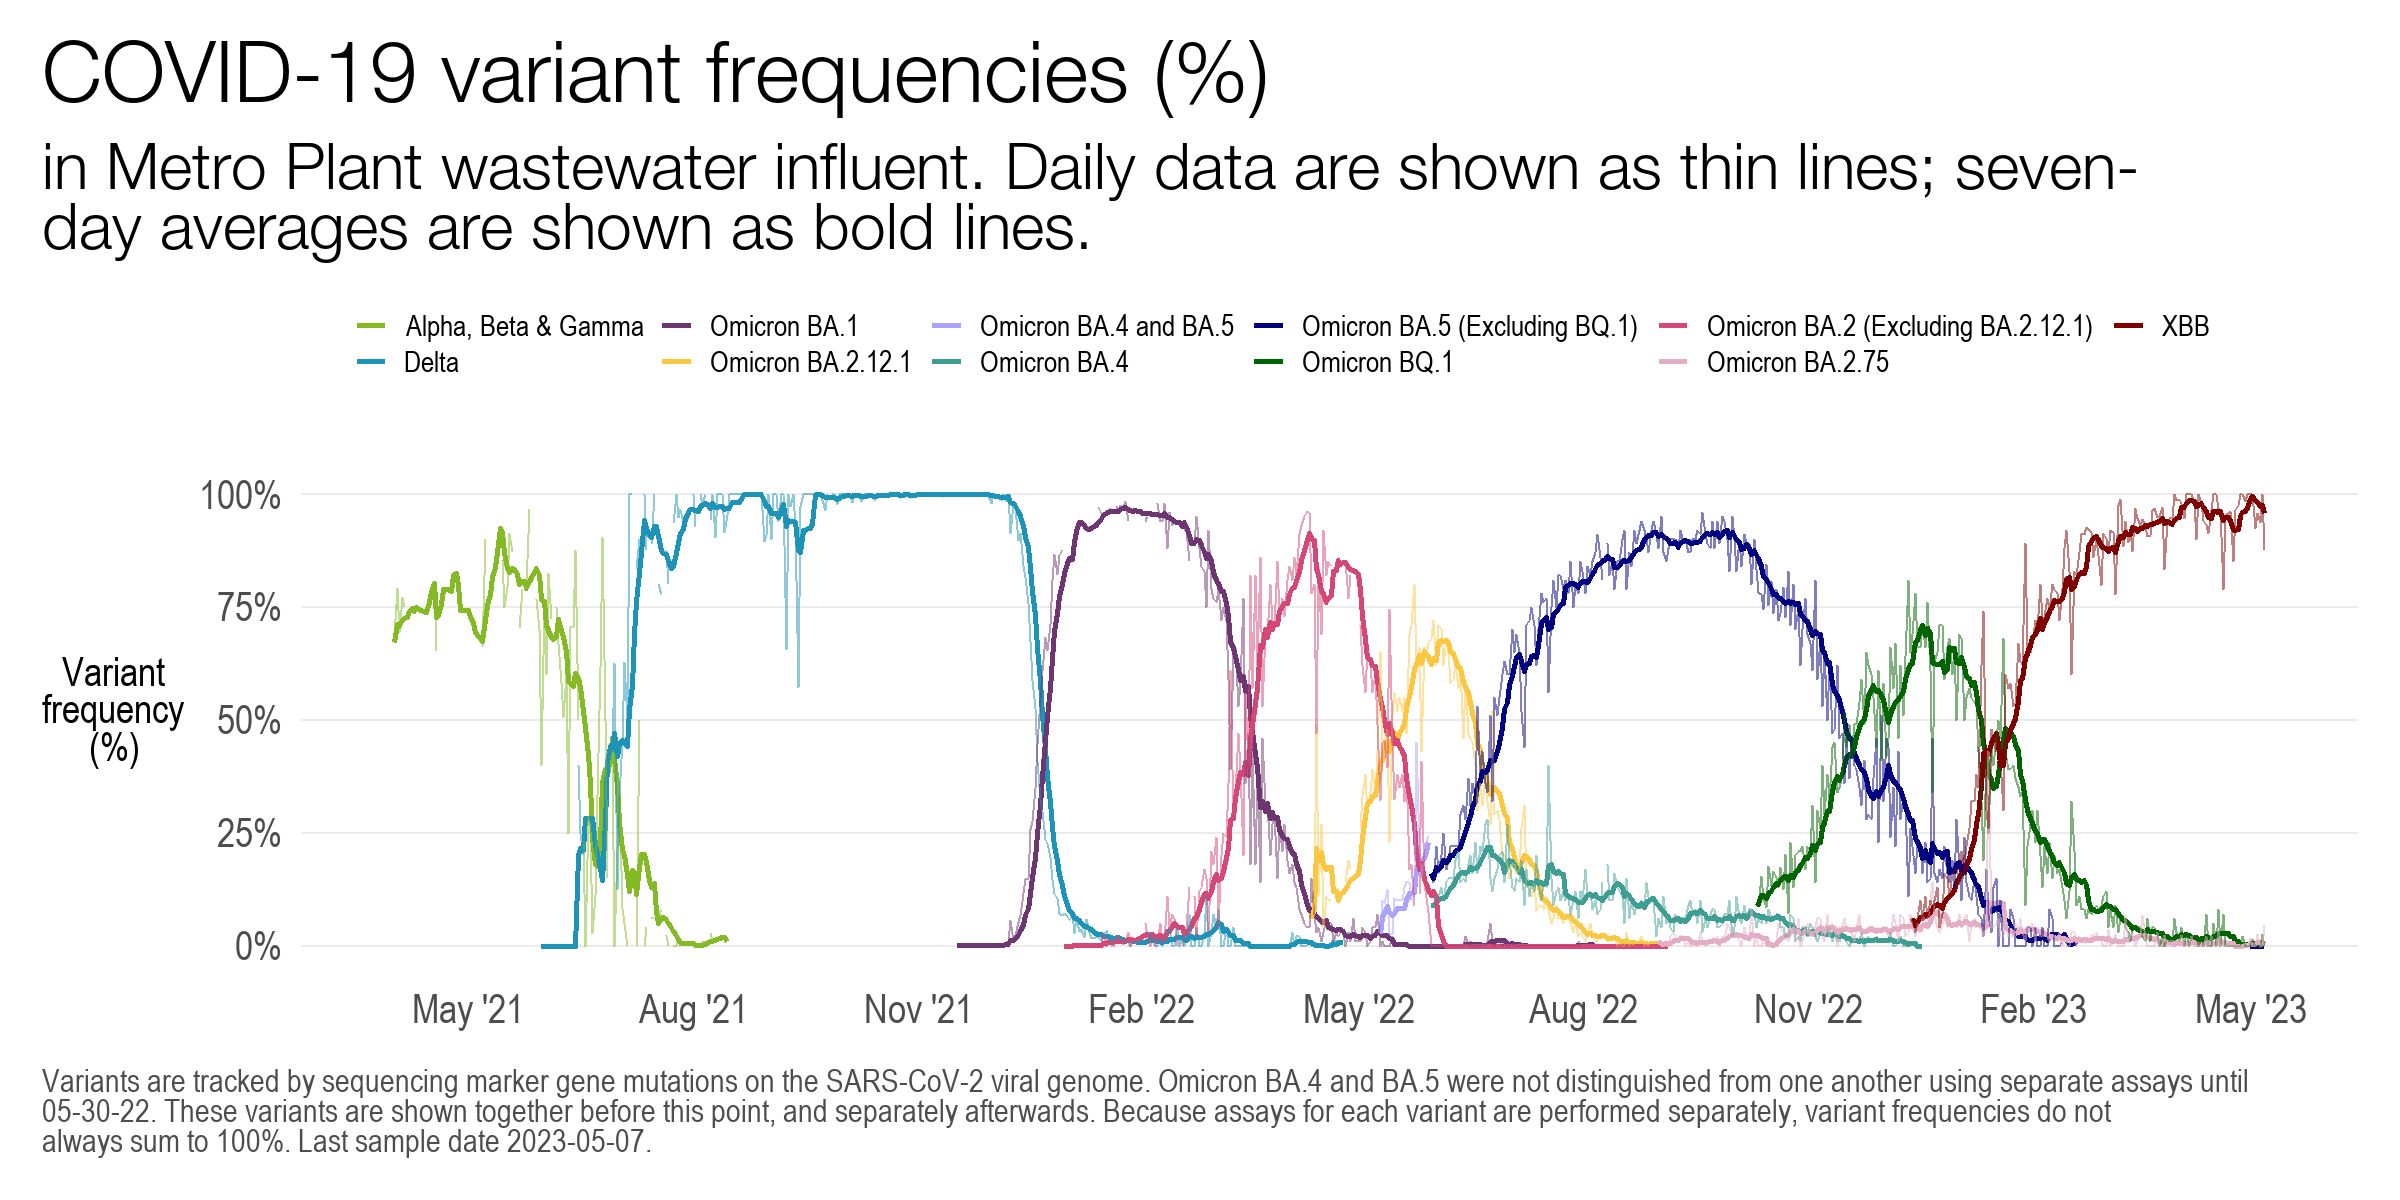 COVID-19 variant frequencies (%)
in Metro Plant wastewater influent. Daily data are shown as thin lines; seven-
day averages are shown as bold lines.
Alpha, Beta & Gamma
Delta
Omicron BA.1
Omicron BA.2.12.1
Omicron BA.4 and BA.5
Omicron BA.4
Omicron BA.5 (Excluding BQ.1)
Omicron BQ.1
Omicron BA.2 (Excluding BA.2.12.1)
Omicron BA.2.75
XBB
Variant
frequency
(%)
100%
75%
50%
25%
0%
May '21
Aug '21
Nov '21
Feb '22
May '22
Aug '22
Nov '22
Feb '23
May '23
Variants are tracked by sequencing marker gene mutations on the SARS-CoV-2 viral genome. Omicron BA.4 and BA.5 were not distinguished from one another using separate assays until
05-30-22. These variants are shown together before this point, and separately afterwards. Because assays for each variant are performed separately, variant frequencies do not
always sum to 100%. Last sample date 2023-05-07.